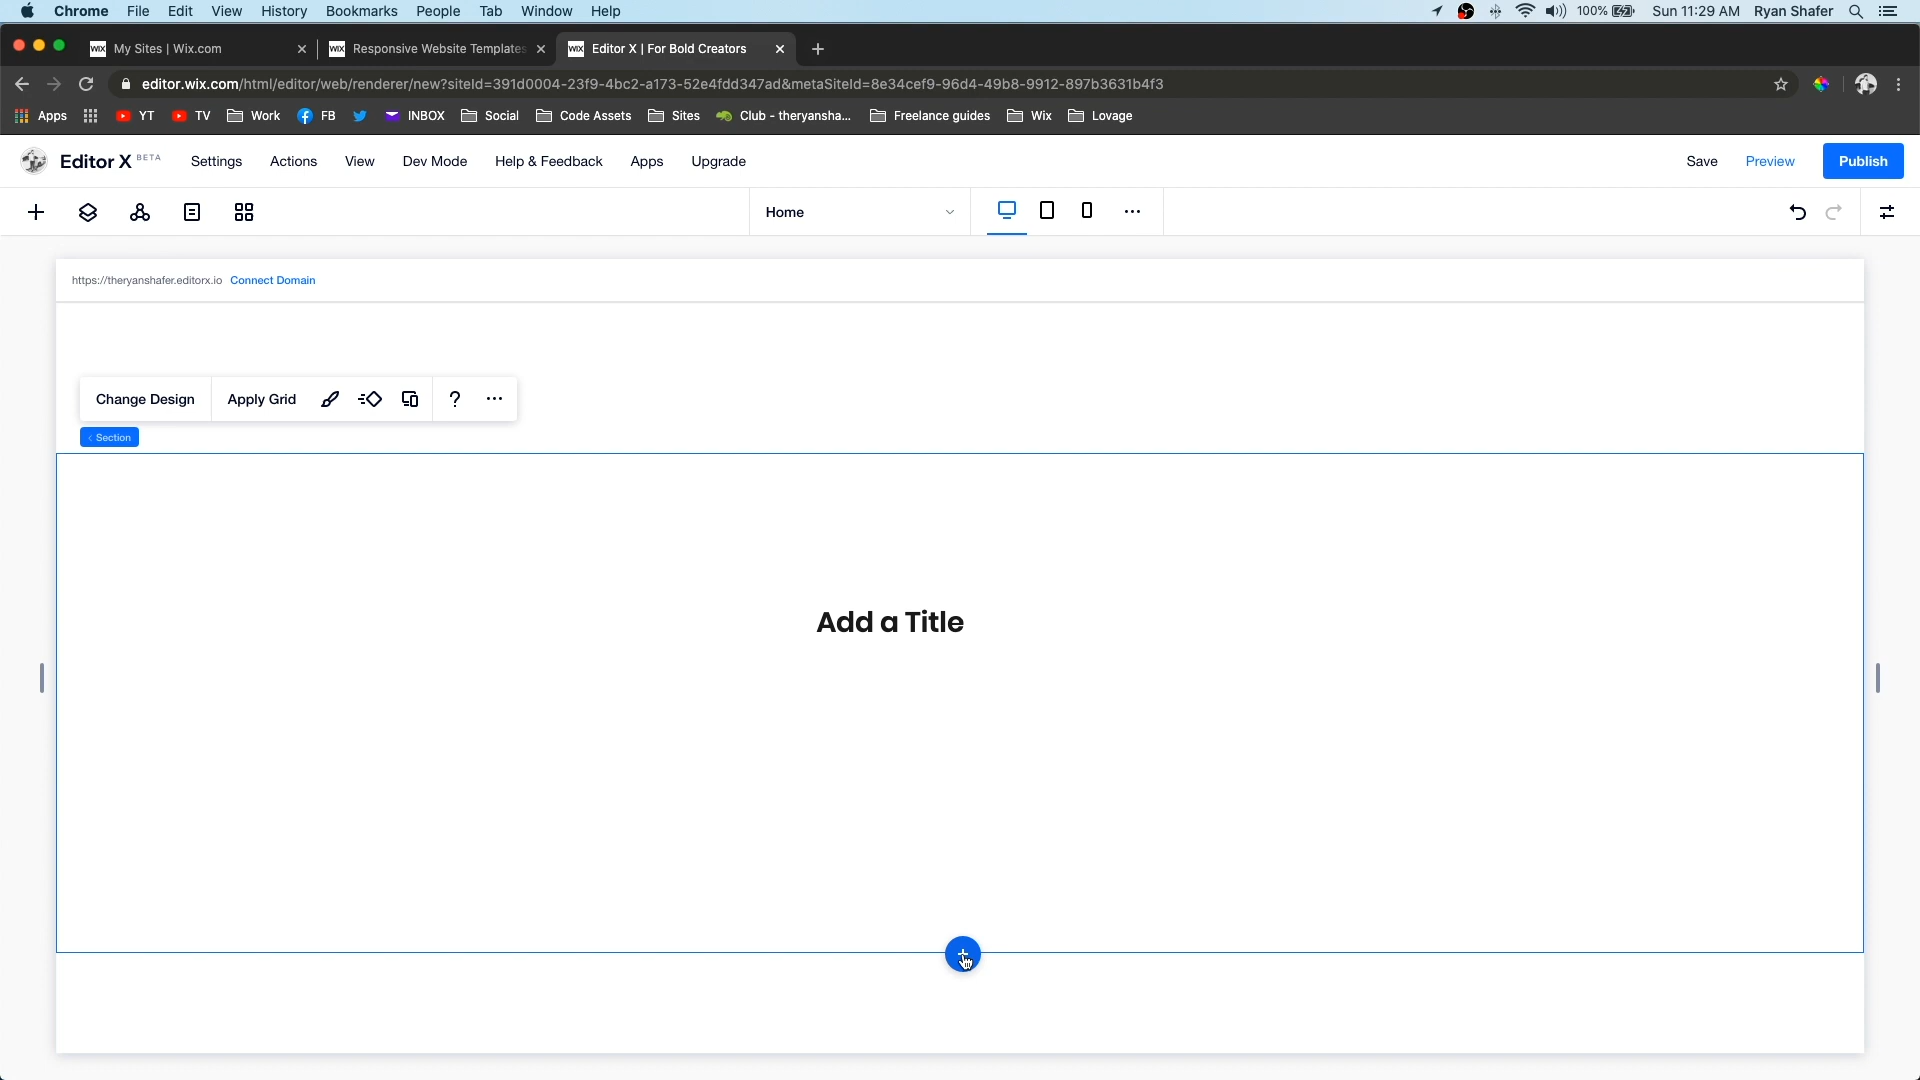 Chrome File Edit View History Bookmarks People Tab Window Help 100% Sun 11:29 AM Ryan Shafer
WiX My Sites | Wix.com WiX Responsive Website Templates WiX Editor X | For Bold Creators
editor.wix.com/html/editor/web/renderer/new?siteId=391d0004-23f9-4bc2-a173-52e4fdd347ad&metaSiteId=8e34cef9-96d4-49b8-9912-897b3631b4f3
Apps YT TV Work FB INBOX Social Code Assets Sites Club - theryansha... Freelance guides Wix Lovage
Editor X BETA Settings Actions View Dev Mode Help & Feedback Apps Upgrade Save Preview Publish
Home
https://theryanshafer.editorx.io Connect Domain
Change Design Apply Grid ?
‹ Section
Add a Title